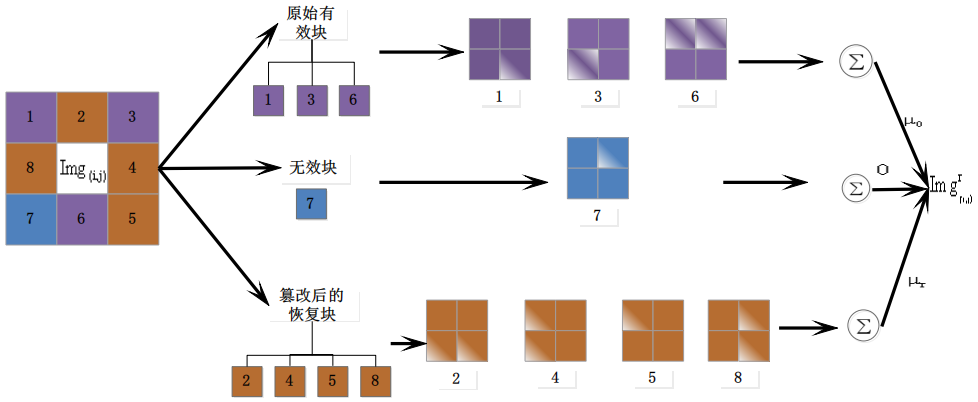 原始有
效块
1 3 6
1 3 6
Σ
μo
1 2 3
8 Img(i,j) 4
7 6 5
无效块
7
7
0
Σ
Img^r(i,j)
篡改后的
恢复块
2 4 5 8
2 4 5 8
Σ
μr